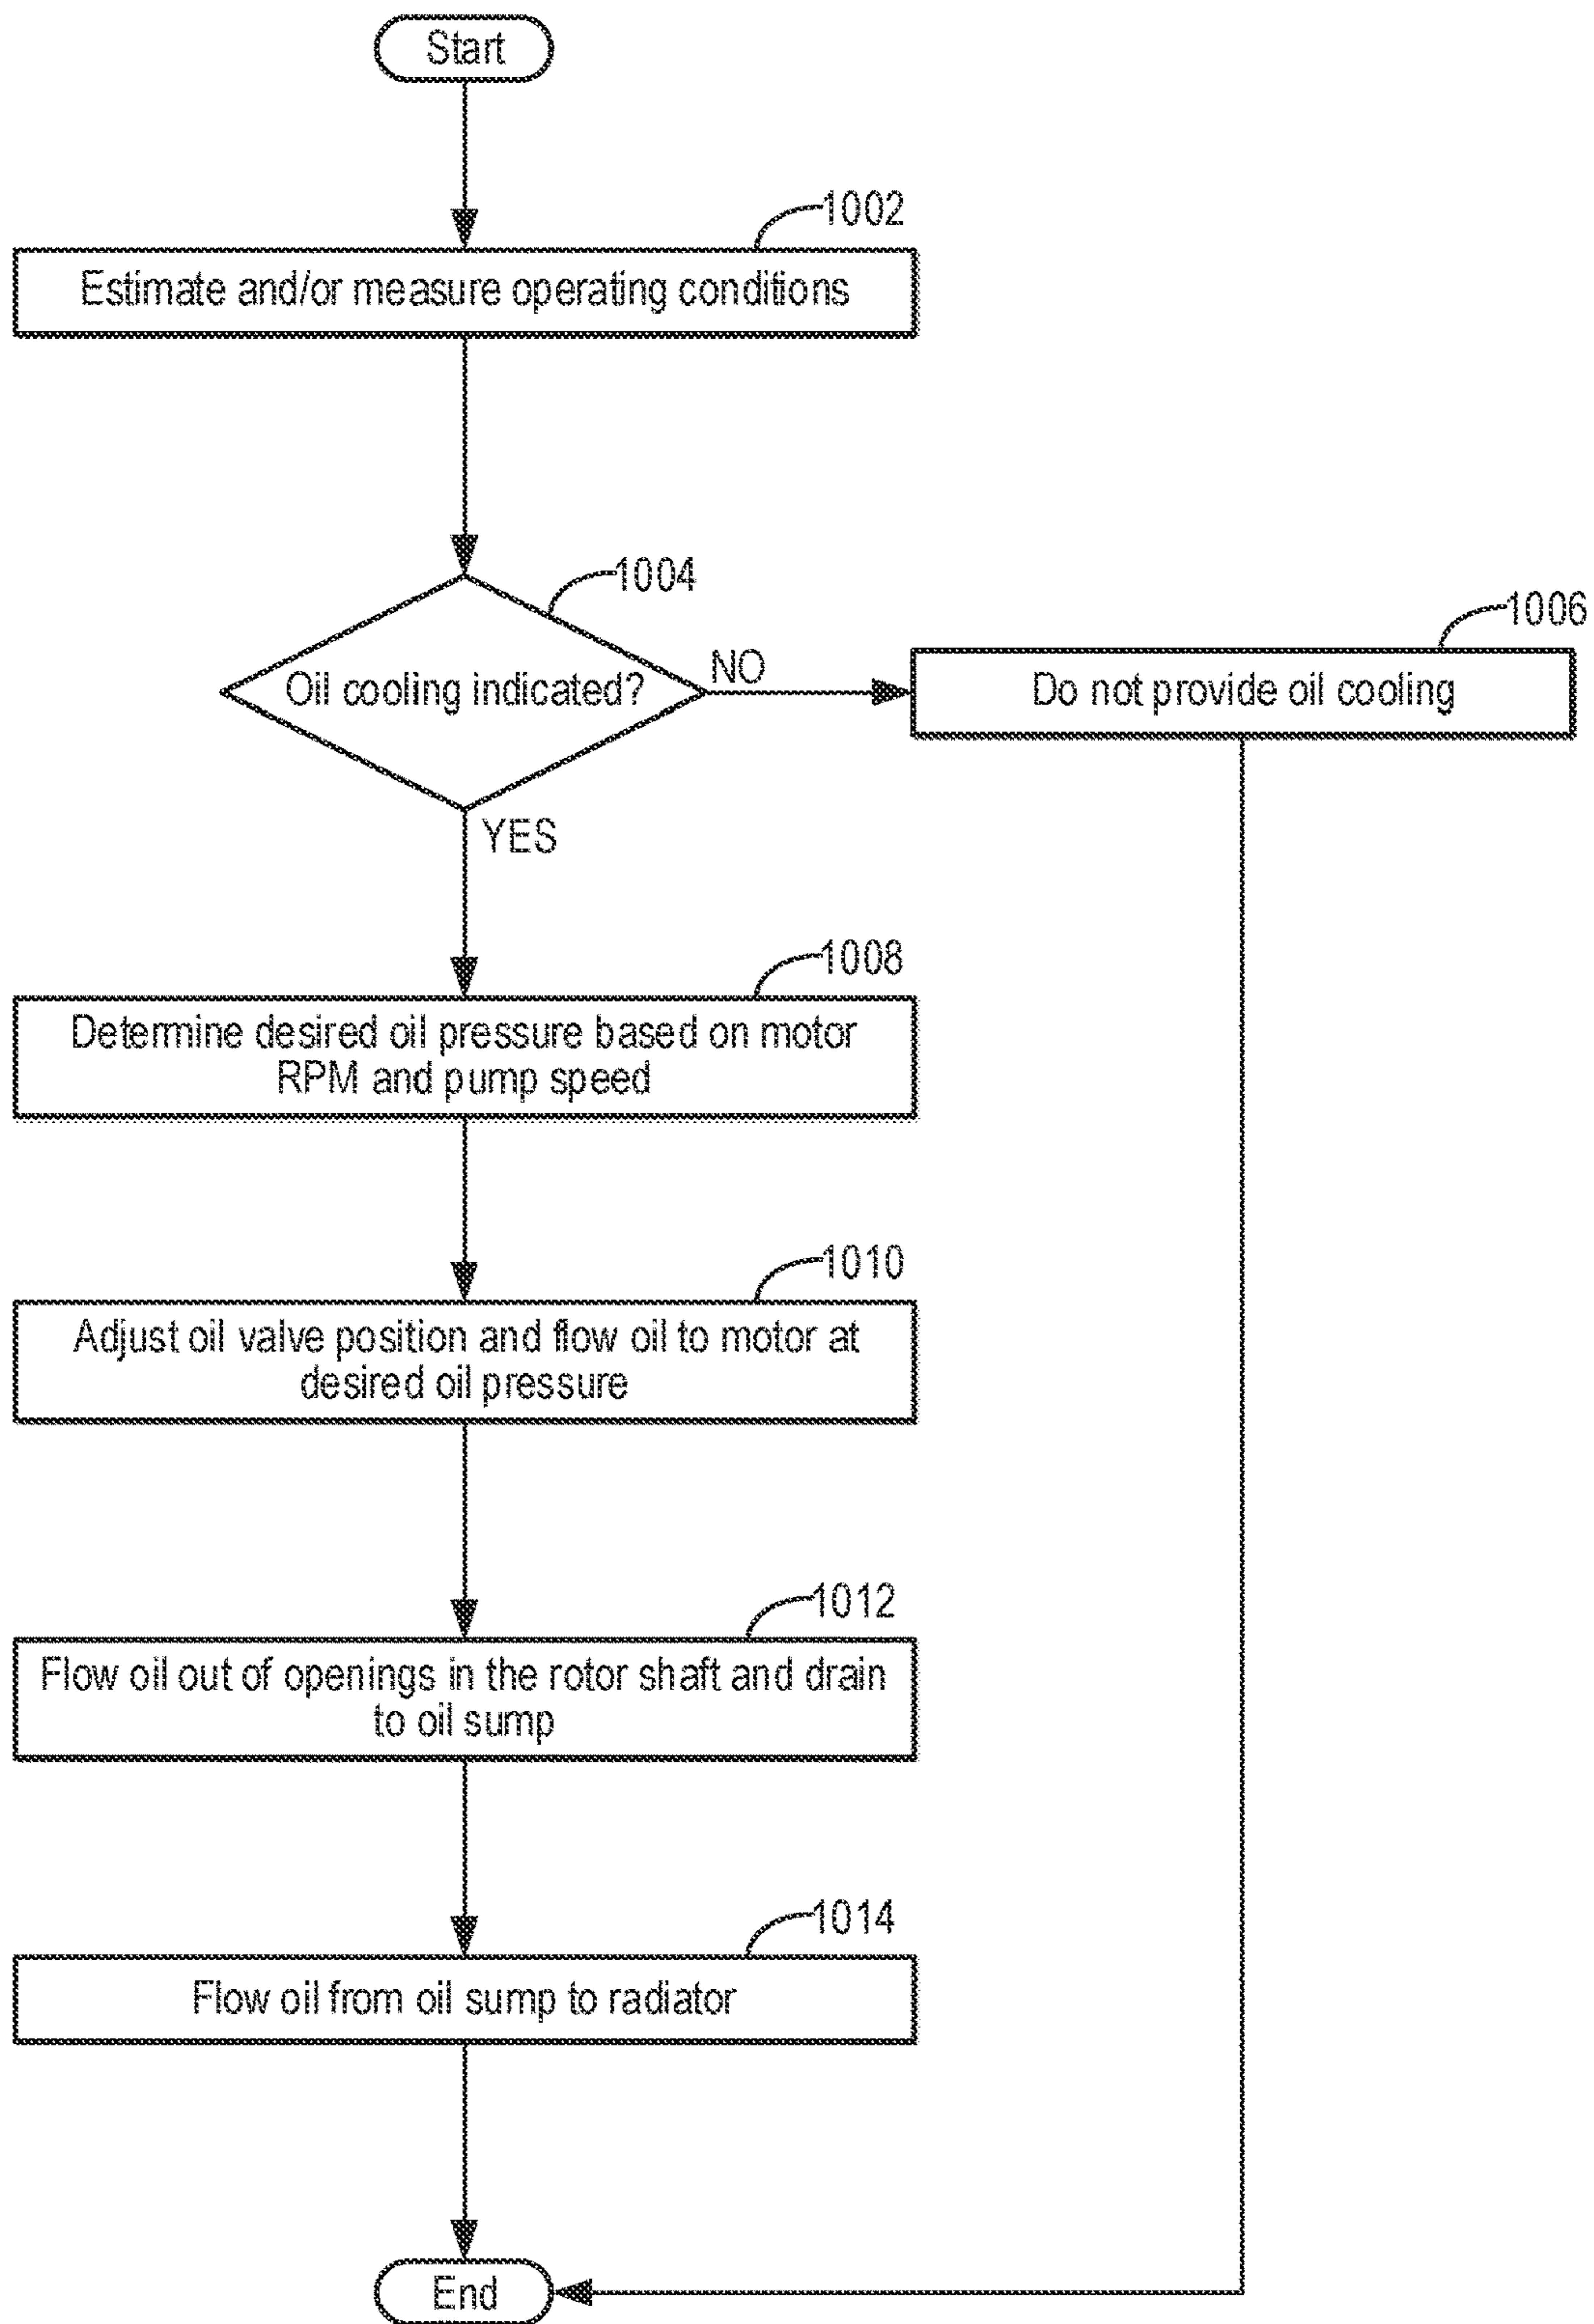 Start
1002
Estimate and/or measure operating conditions
1004
Oil cooling indicated?
NO
1006
Do not provide oil cooling
YES
1008
Determine desired oil pressure based on motor
RPM and pump speed
1010
Adjust oil valve position and flow oil to motor at
desired oil pressure
1012
Flow oil out of openings in the rotor shaft and drain
to oil sump
1014
Flow oil from oil sump to radiator
End